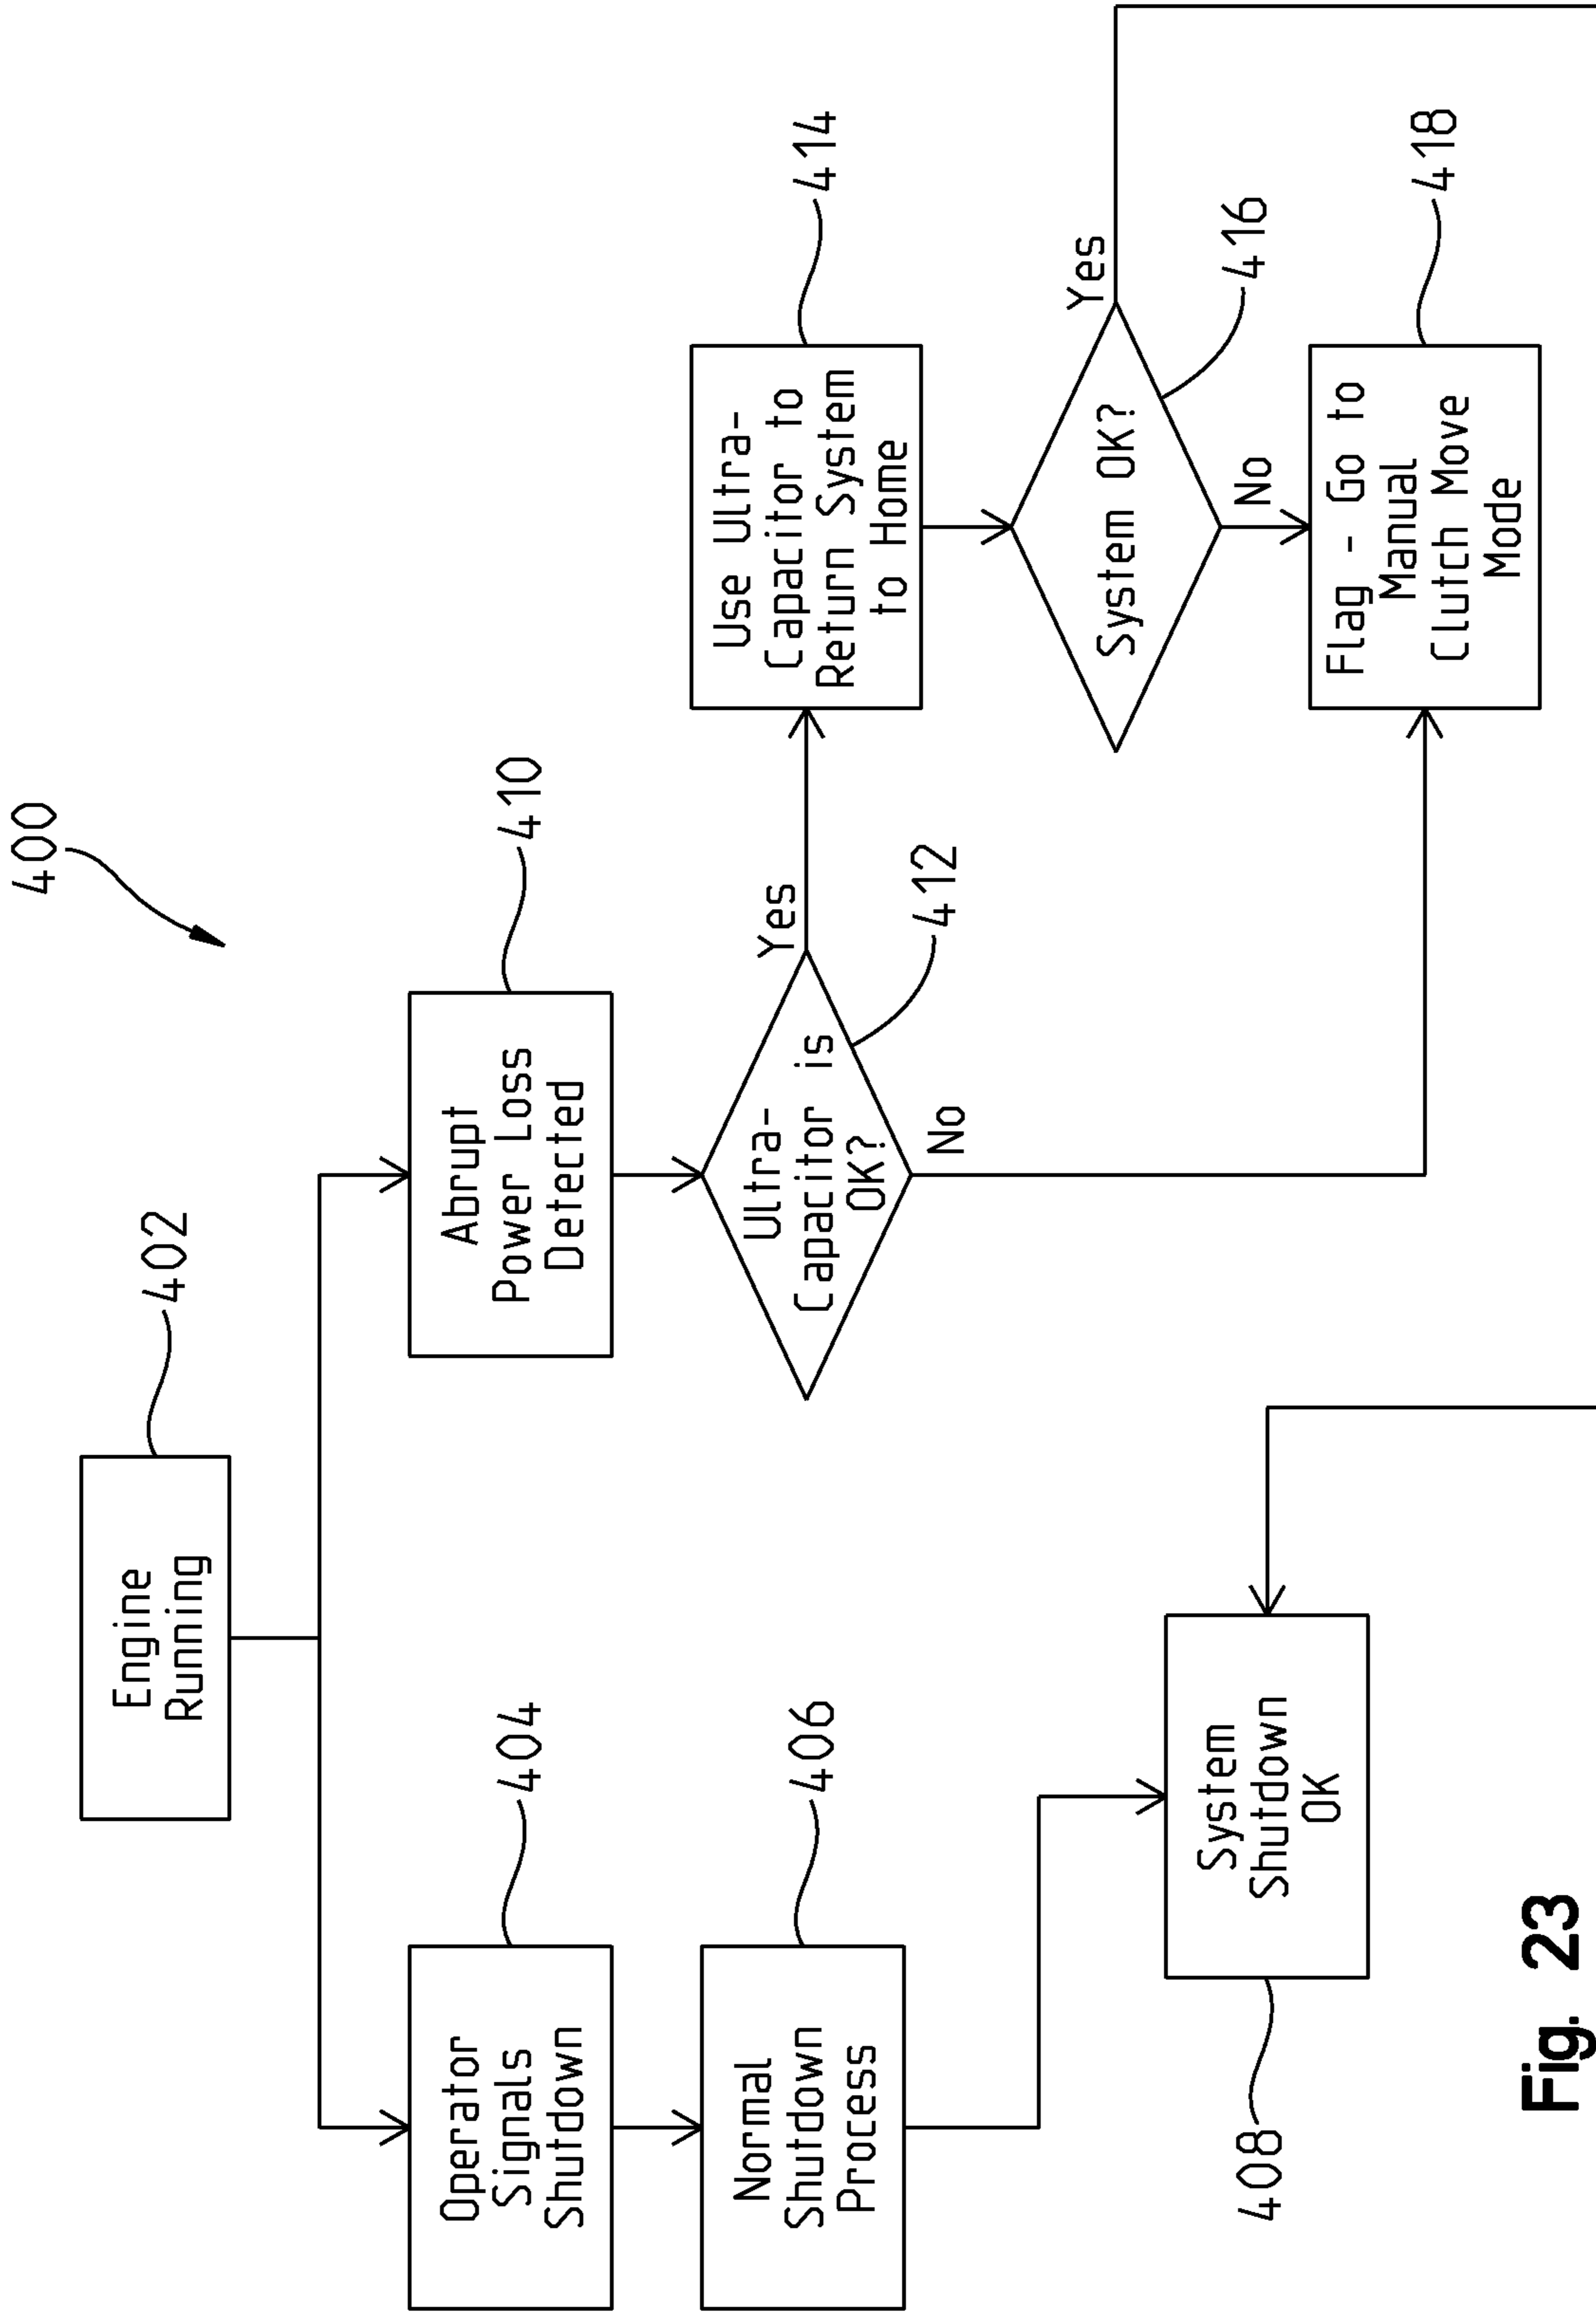 400
Engine
Running
402
Operator
Signals
Shutdown
404
Abrupt
Power Loss
Detected
410
Normal
Shutdown
Process
406
Ultra-
Capacitor is
OK?
412
Yes
No
Use Ultra-
Capacitor to
Return System
to Home
414
System OK?
416
Yes
No
System
Shutdown
OK
408
Flag - Go to
Manual
Clutch Move
Mode
418
Fig. 23